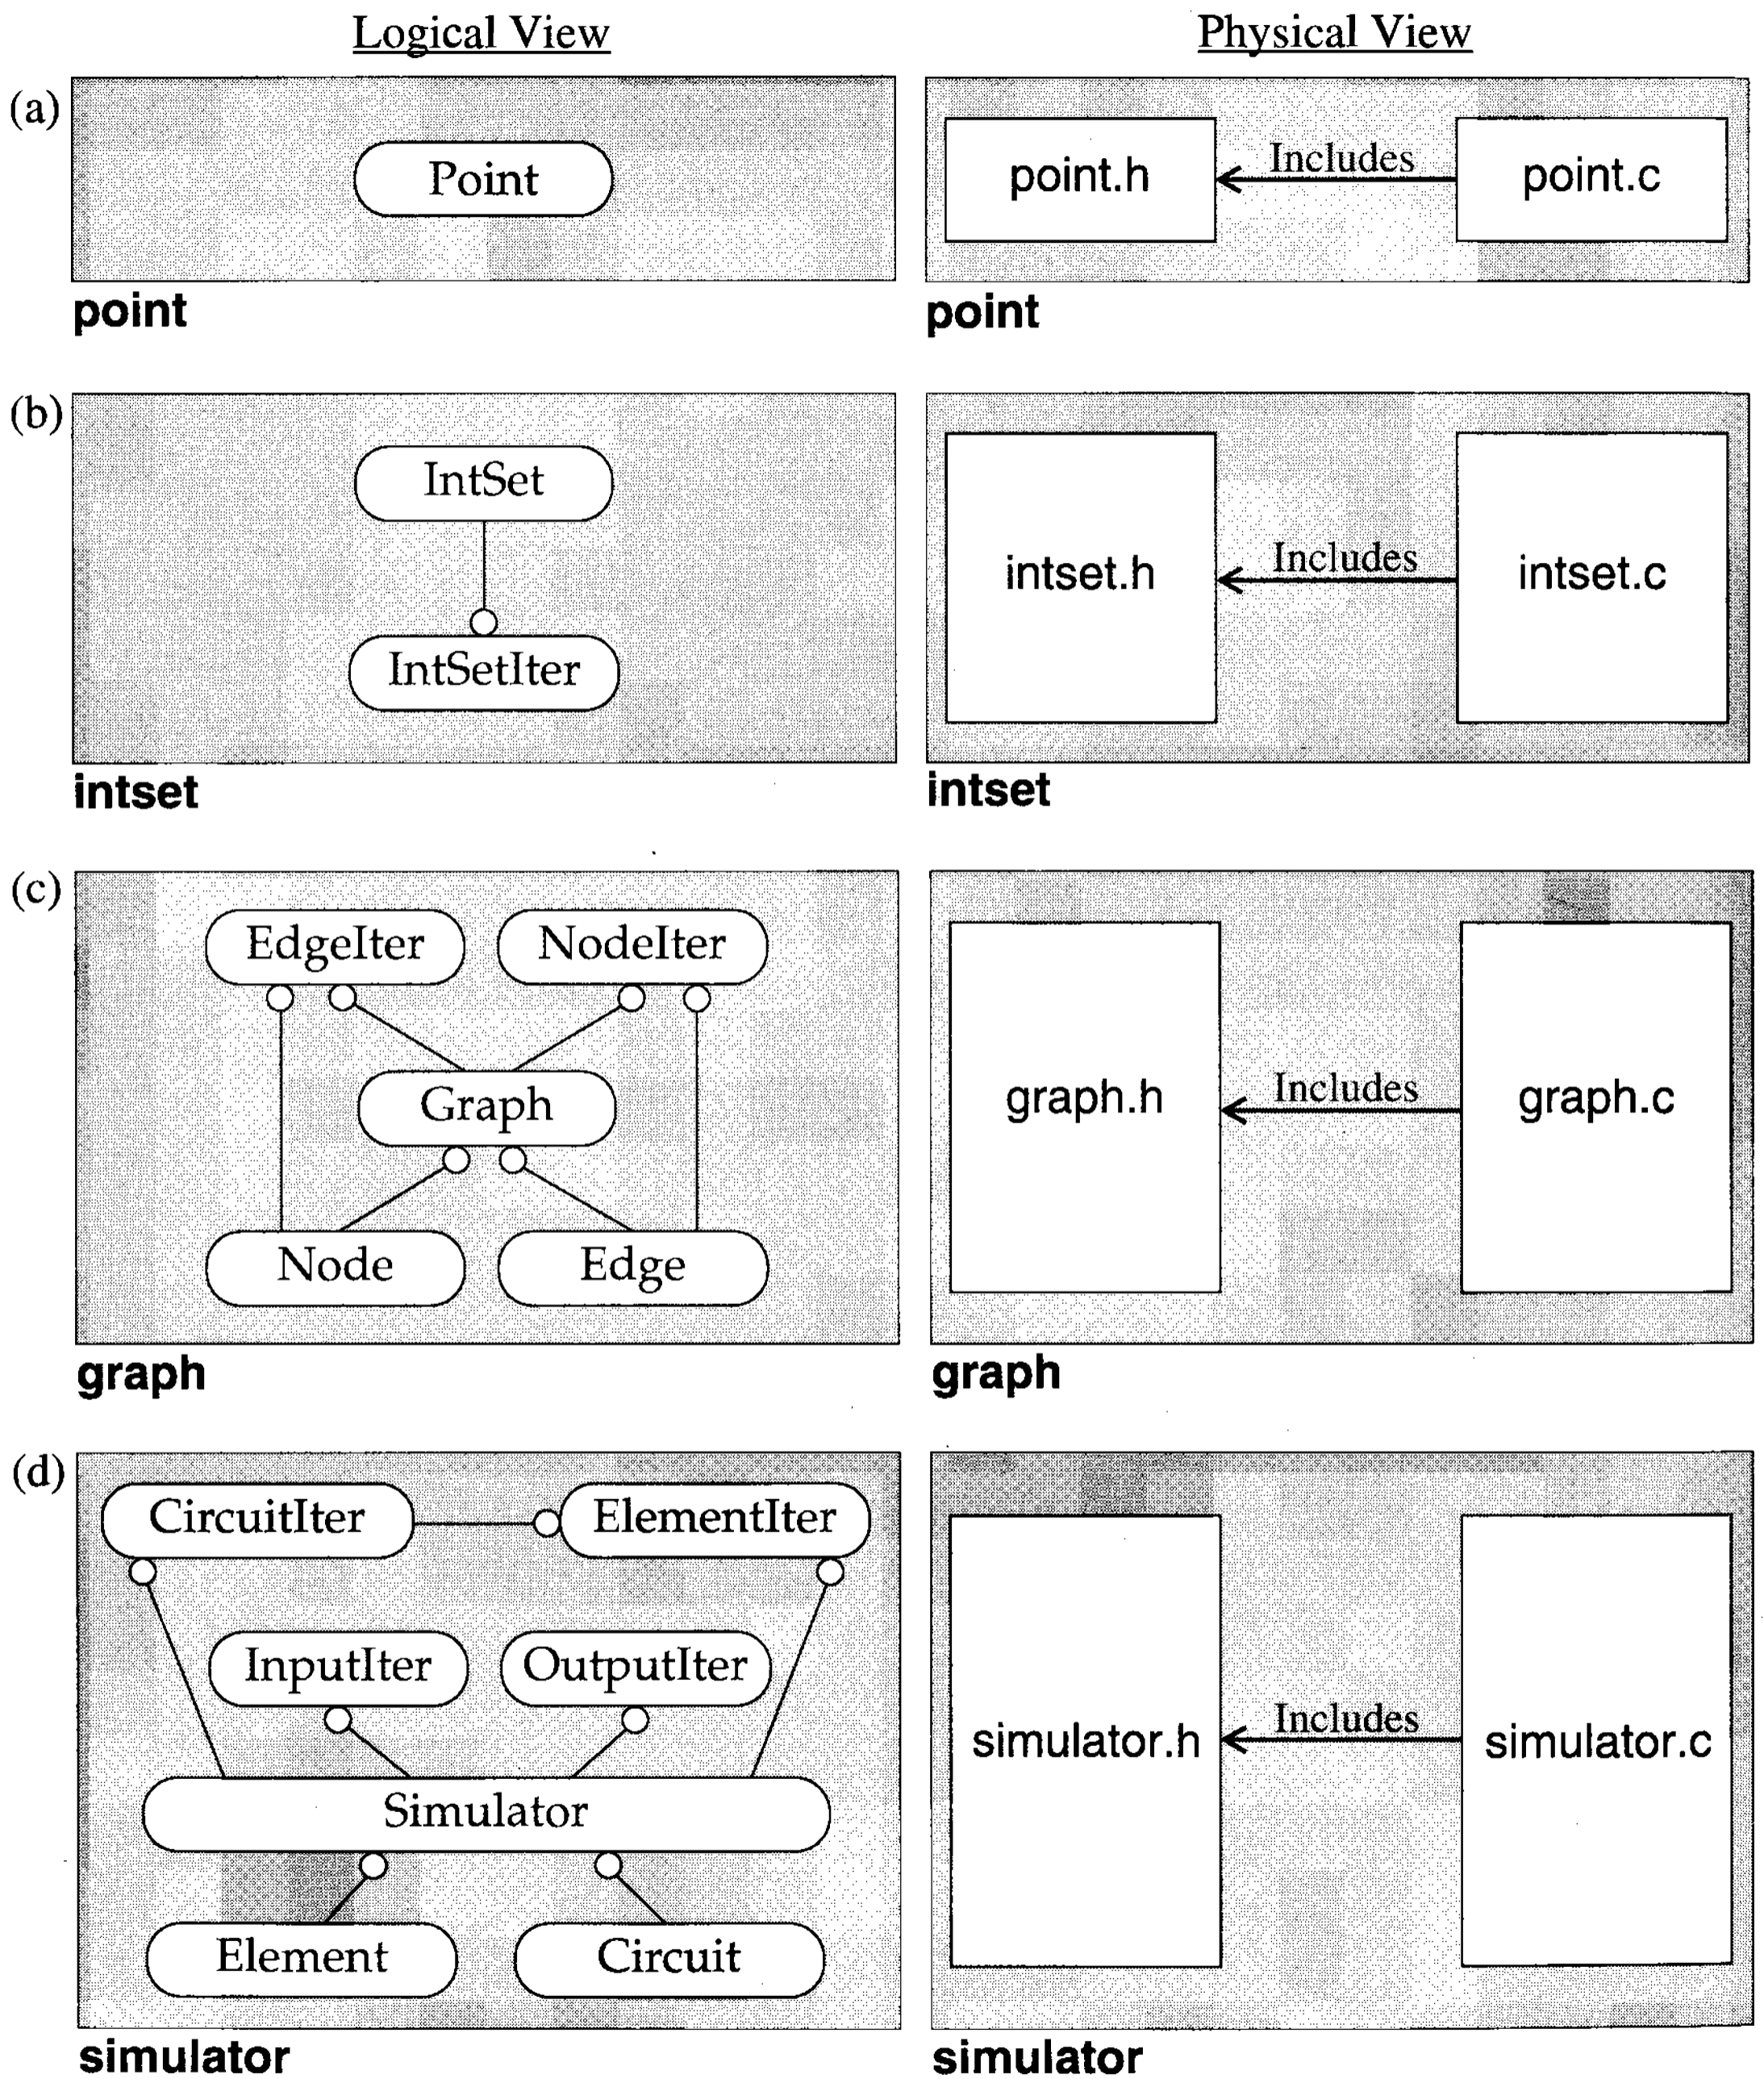 Logical View
Physical View
(a)
Point
point.h
Includes
point.c
point
point
(b)
IntSet
IntSetIter
intset.h
Includes
intset.c
intset
intset
(c)
EdgeIter
NodeIter
Graph
Node
Edge
graph.h
Includes
graph.c
graph
graph
(d)
CircuitIter
ElementIter
InputIter
OutputIter
Simulator
Element
Circuit
simulator.h
Includes
simulator.c
simulator
simulator